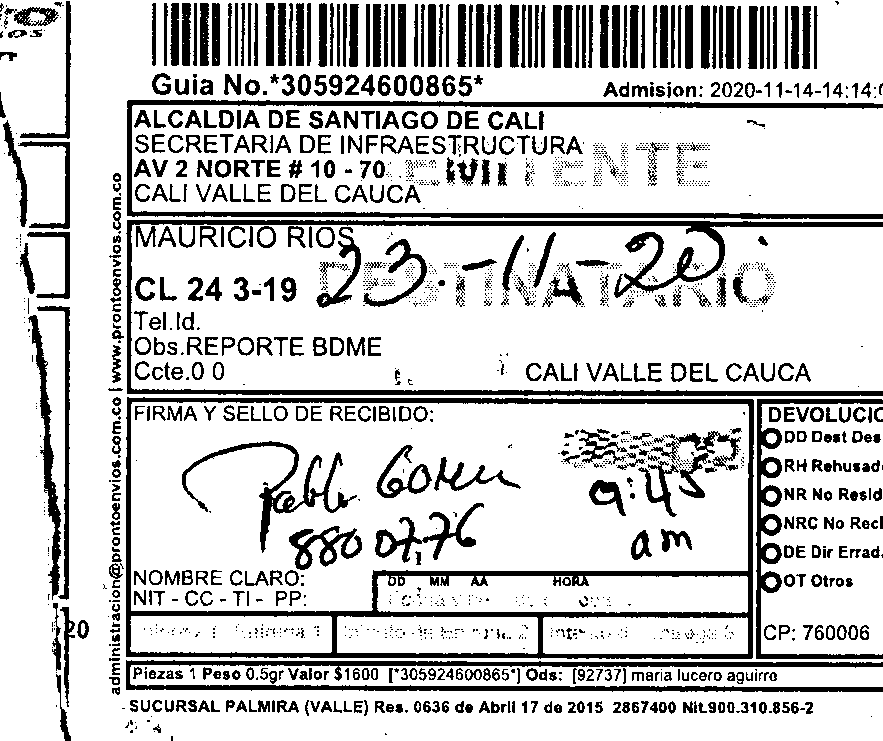 Guia No.*305924600865*
Admision: 2020-11-14-14:14:
ALCALDIA DE SANTIAGO DE CALI
SECRETARIA DE INFRAESTRUCTURA
AV 2 NORTE # 10 - 70
CALI VALLE DEL CAUCA
MAURICIO RIOS
23-11-20
DESTINATARIO
CL 24 3-19
Tel.Id.
Obs.REPORTE BDME
Ccte.0 0
CALI VALLE DEL CAUCA
www.prontoenvios.com.co
administracion@prontoenvios.com.co
FIRMA Y SELLO DE RECIBIDO:
Pablo
9:45
am
NOMBRE CLARO:
NIT - CC - TI - PP:
DD MM AA HORA
DEVOLUCIO
DD Dest Des
RH Rehusad
NR No Resid
NRC No Recl
DE Dir Errad.
OT Otros
CP: 760006
20
Piezas 1 Peso 0.5gr Valor $1600 [*305924600865*] Ods: [92737] maria lucero aguirre
SUCURSAL PALMIRA (VALLE) Res. 0636 de Abril 17 de 2015 2867400 Nit.900.310.856-2